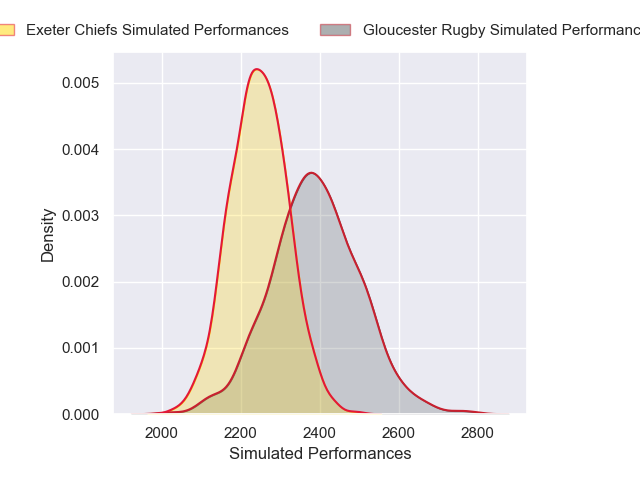 Exeter Chiefs Simulated Performances
Gloucester Rugby Simulated
0.005
0.004
0.003
0.002
0.001
0.000
Density
2000
2200
2400
2600
2800
Simulated Performances